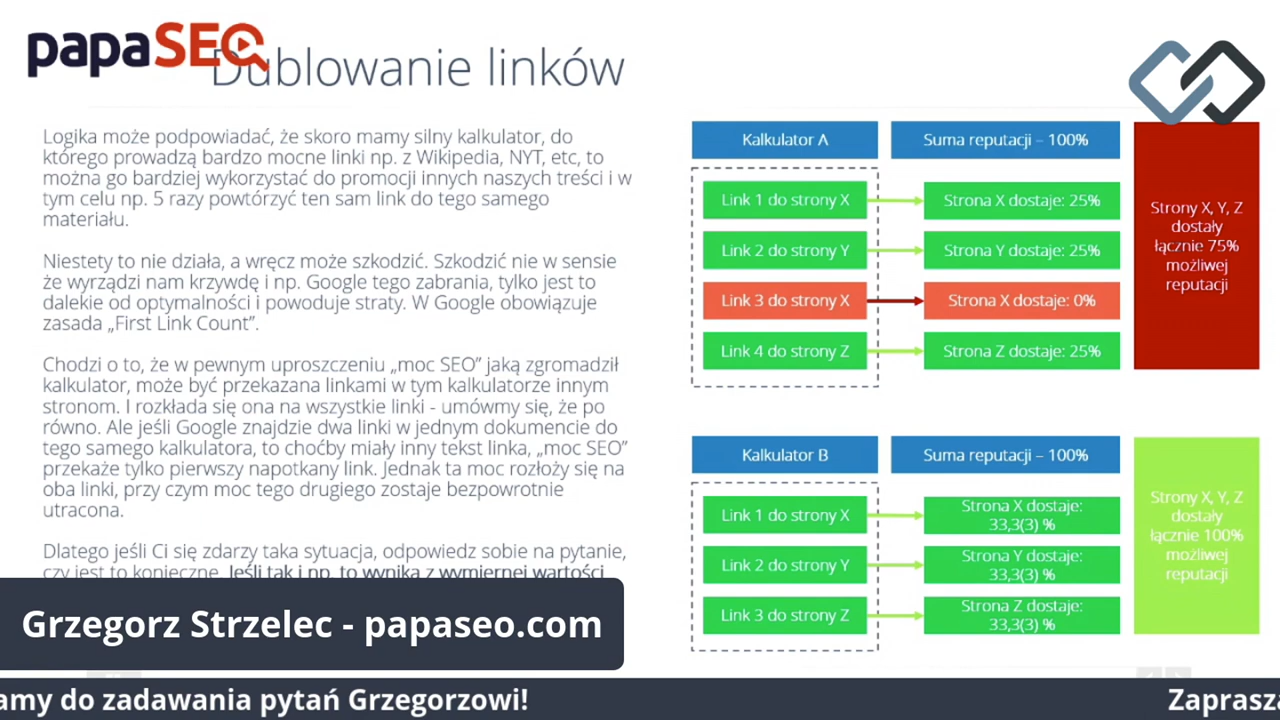 papaSEO
Dublowanie linków
Logika może podpowiadać, że skoro mamy silny kalkulator, do
którego prowadzą bardzo mocne linki np. z Wikipedia, NYT, etc, to
można go bardziej wykorzystać do promocji innych naszych treści i w
tym celu np. 5 razy powtórzyć ten sam link do tego samego
materiału.
Niestety to nie działa, a wręcz może szkodzić. Szkodzić nie w sensie
że wyrządzi nam krzywdę i np. Google tego zabrania, tylko jest to
dalekie od optymalności i powoduje straty. W Google obowiązuje
zasada „First Link Count”.
Chodzi o to, że w pewnym uproszczeniu „moc SEO” jaką zgromadził
kalkulator, może być przekazana linkami w tym kalkulatorze innym
stronom. I rozkłada się ona na wszystkie linki - umówmy się, że po
równo. Ale jeśli Google znajdzie dwa linki w jednym dokumencie do
tego samego kalkulatora, to choćby miały inny tekst linka, „moc SEO”
przekaże tylko pierwszy napotkany link. Jednak ta moc rozłoży się na
oba linki, przy czym moc tego drugiego zostaje bezpowrotnie
utracona.
Dlatego jeśli Ci się zdarzy taka sytuacja, odpowiedz sobie na pytanie,
czy jest to konieczne. Jeśli tak i np. to wynika z wymiernej wartości
Kalkulator A
Suma reputacji – 100%
Link 1 do strony X
Strona X dostaje: 25%
Link 2 do strony Y
Strona Y dostaje: 25%
Link 3 do strony X
Strona X dostaje: 0%
Link 4 do strony Z
Strona Z dostaje: 25%
Strony X, Y, Z
dostały
łącznie 75%
możliwej
reputacji
Kalkulator B
Suma reputacji – 100%
Link 1 do strony X
Strona X dostaje:
33,3(3) %
Link 2 do strony Y
Strona Y dostaje:
33,3(3) %
Link 3 do strony Z
Strona Z dostaje:
33,3(3) %
Strony X, Y, Z
dostały
łącznie 100%
możliwej
reputacji
Grzegorz Strzelec - papaseo.com
amy do zadawania pytań Grzegorzowi!
Zaprasza